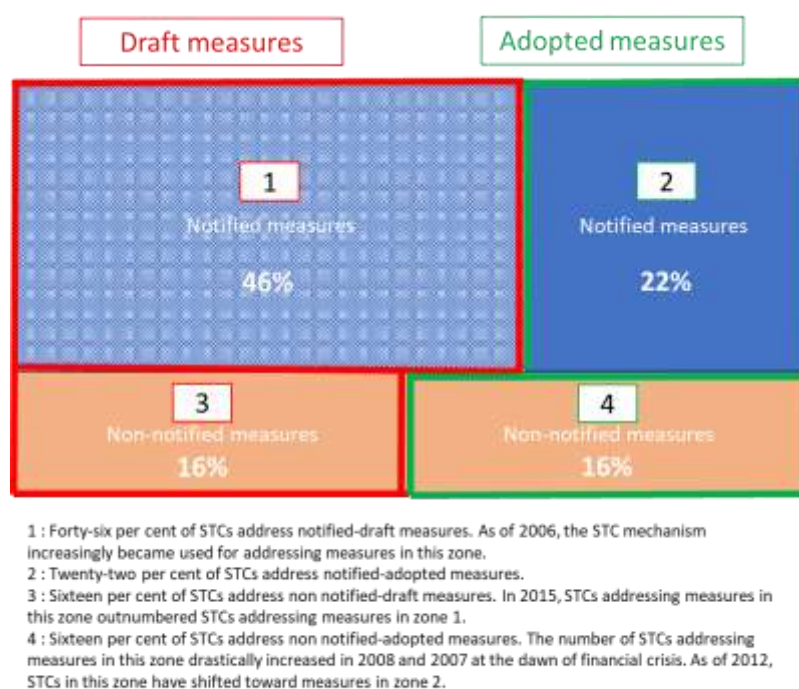 Draft measures
Adopted measures
1
Notified measures
46%
2
Notified measures
22%
3
Non-notified measures
16%
4
Non-notified measures
16%
1 : Forty-six per cent of STCs address notified-draft measures. As of 2006, the STC mechanism
increasingly became used for addressing measures in this zone.
2 : Twenty-two per cent of STCs address notified-adopted measures.
3 : Sixteen per cent of STCs address non notified-draft measures. In 2015, STCs addressing measures in
this zone outnumbered STCs addressing measures in zone 1.
4 : Sixteen per cent of STCs address non notified-adopted measures. The number of STCs addressing
measures in this zone drastically increased in 2008 and 2007 at the dawn of financial crisis. As of 2012,
STCs in this zone have shifted toward measures in zone 2.